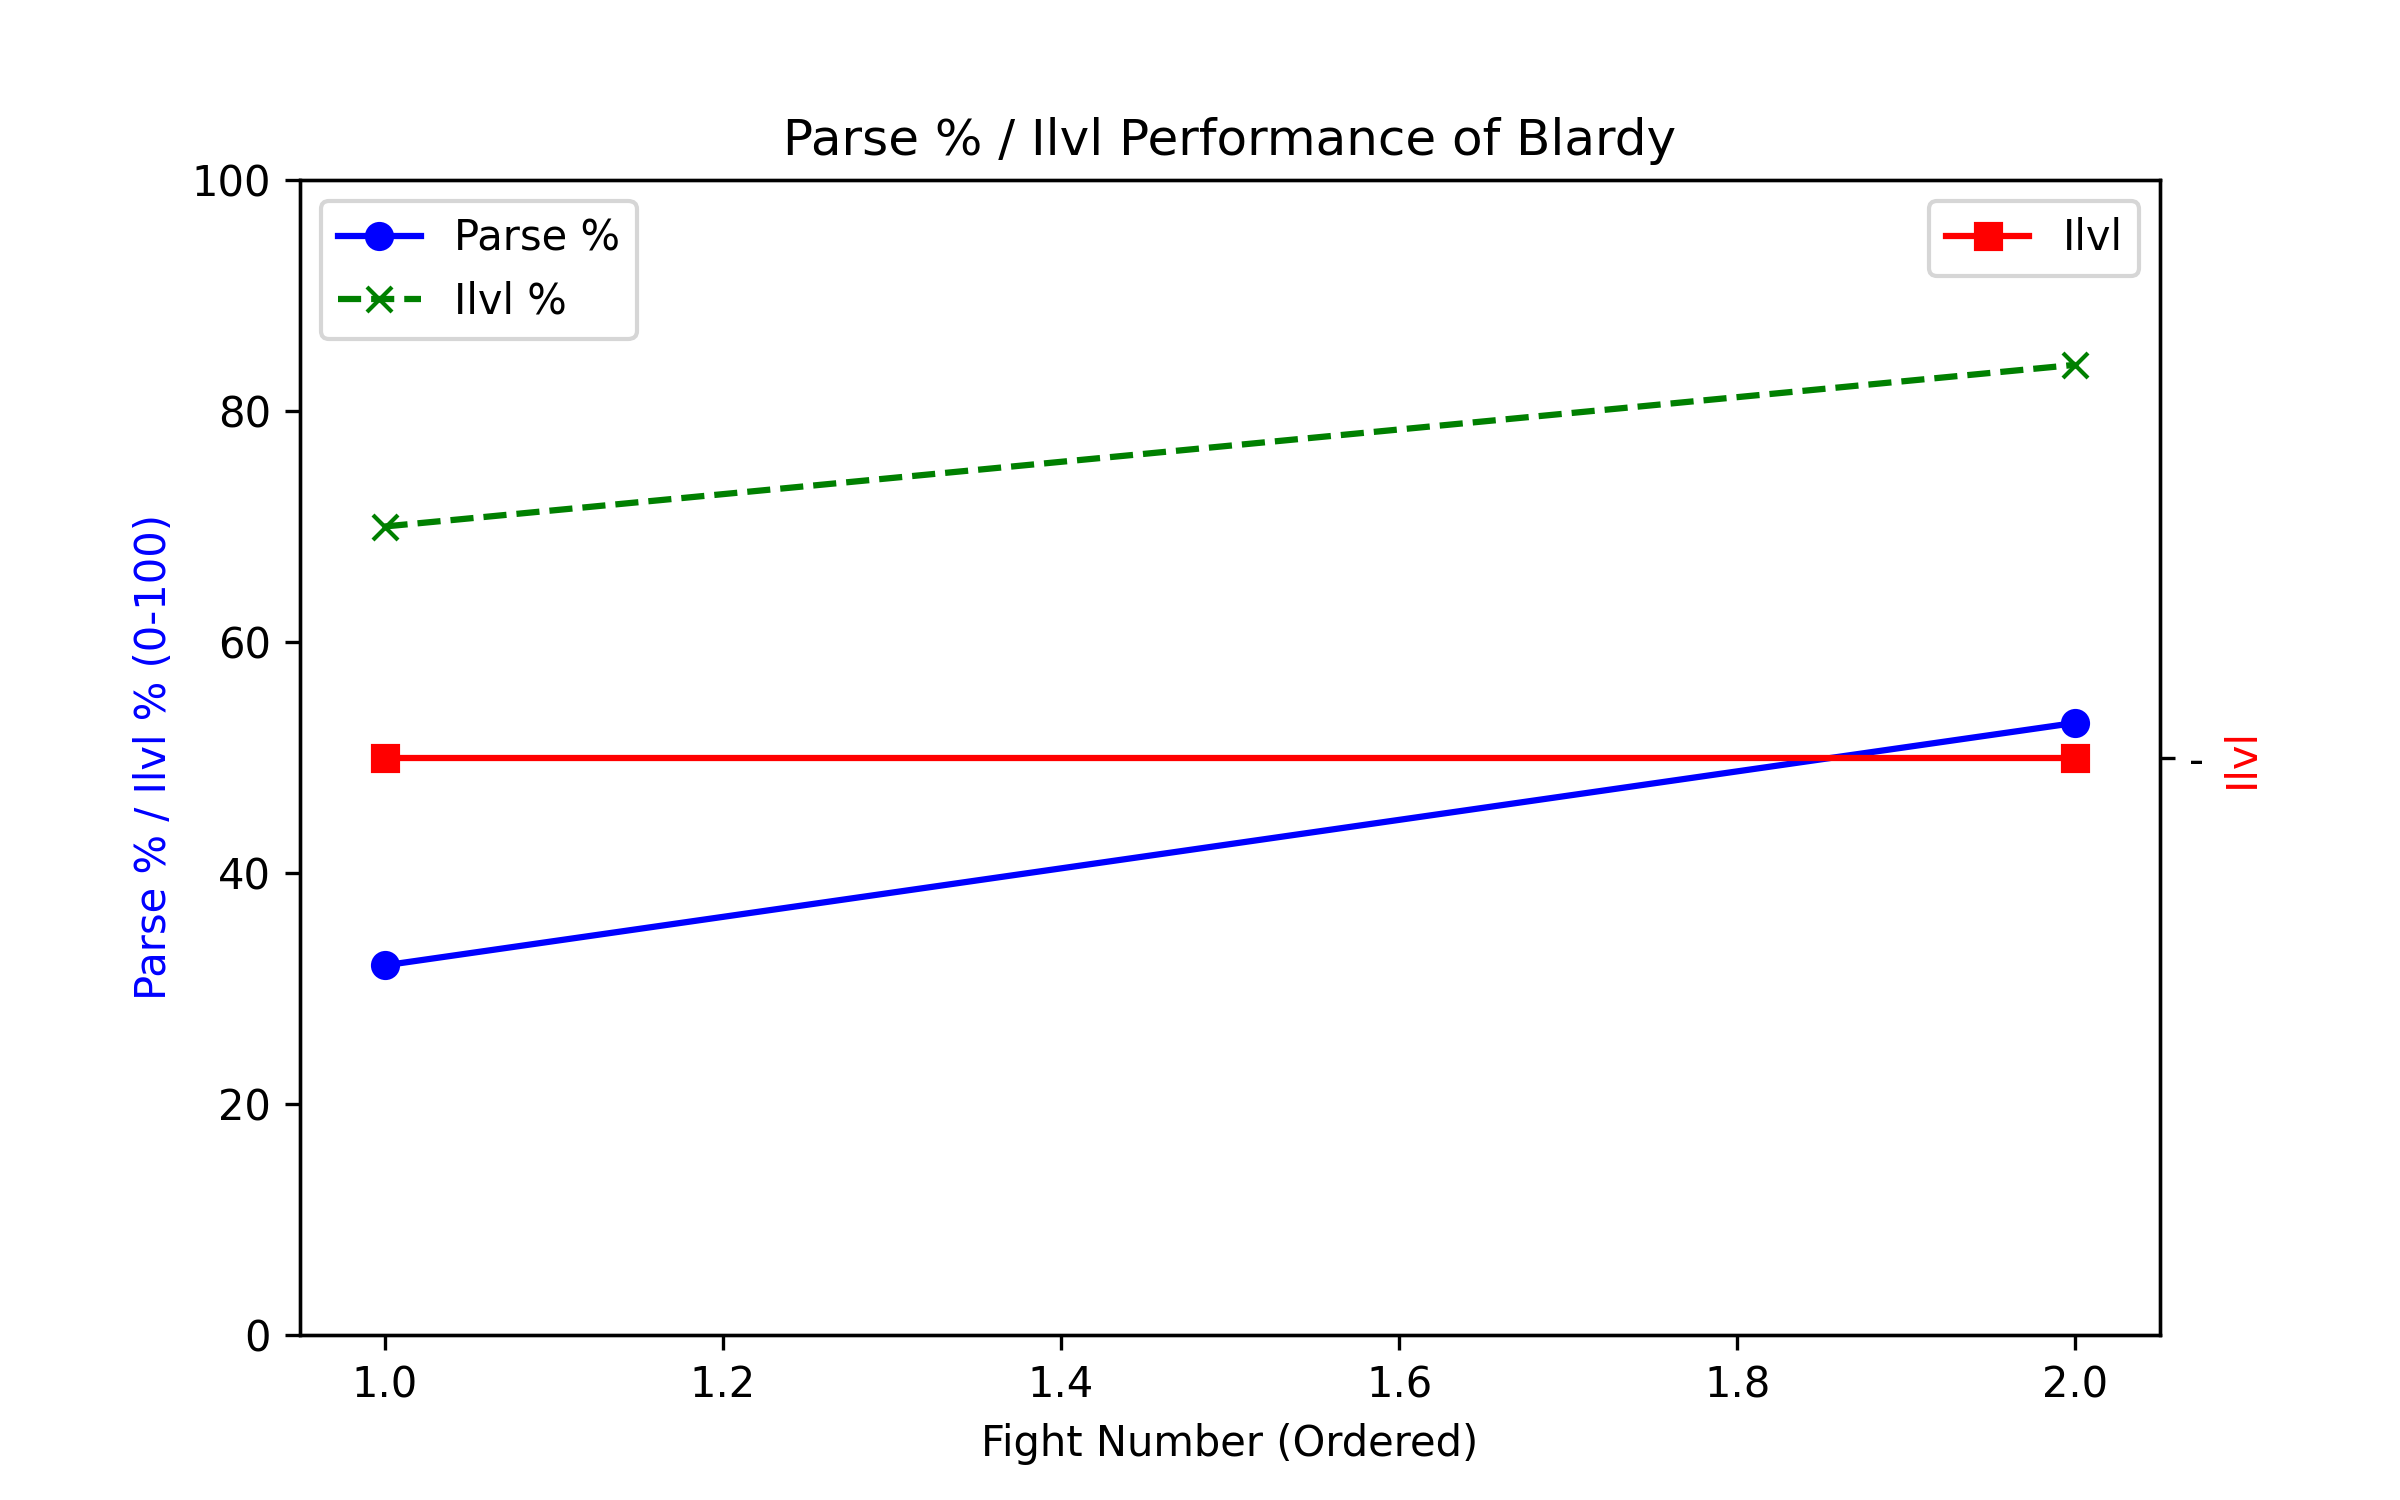 Parse % / Ilvl Performance of Blardy
Parse %
Ilvl %
Ilvl
Parse % / Ilvl % (0-100)
100
80
60
40
20
0
-
Ilvl
1.0 1.2 1.4 1.6 1.8 2.0
Fight Number (Ordered)